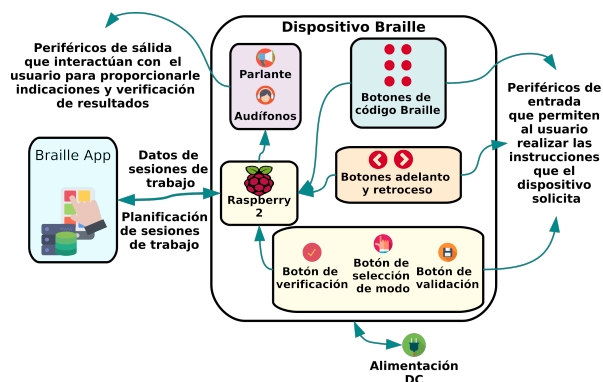 Dispositivo Braille
Periféricos de sálida
que interactúan con el
usuario para proporcionarle
indicaciones y verificación
de resultados
Parlante
Audífonos
Botones de
código Braille
Periféricos de
entrada
que permiten
al usuario
realizar las
instrucciones
que el
dispositivo
solicita
Braille App
Datos de
sesiones de
trabajo
Planificación
de sesiones
de trabajo
Raspberry
2
Botones adelanto
y retroceso
Botón de
verificación
Botón de
selección
de modo
Botón de
validación
Alimentación
DC